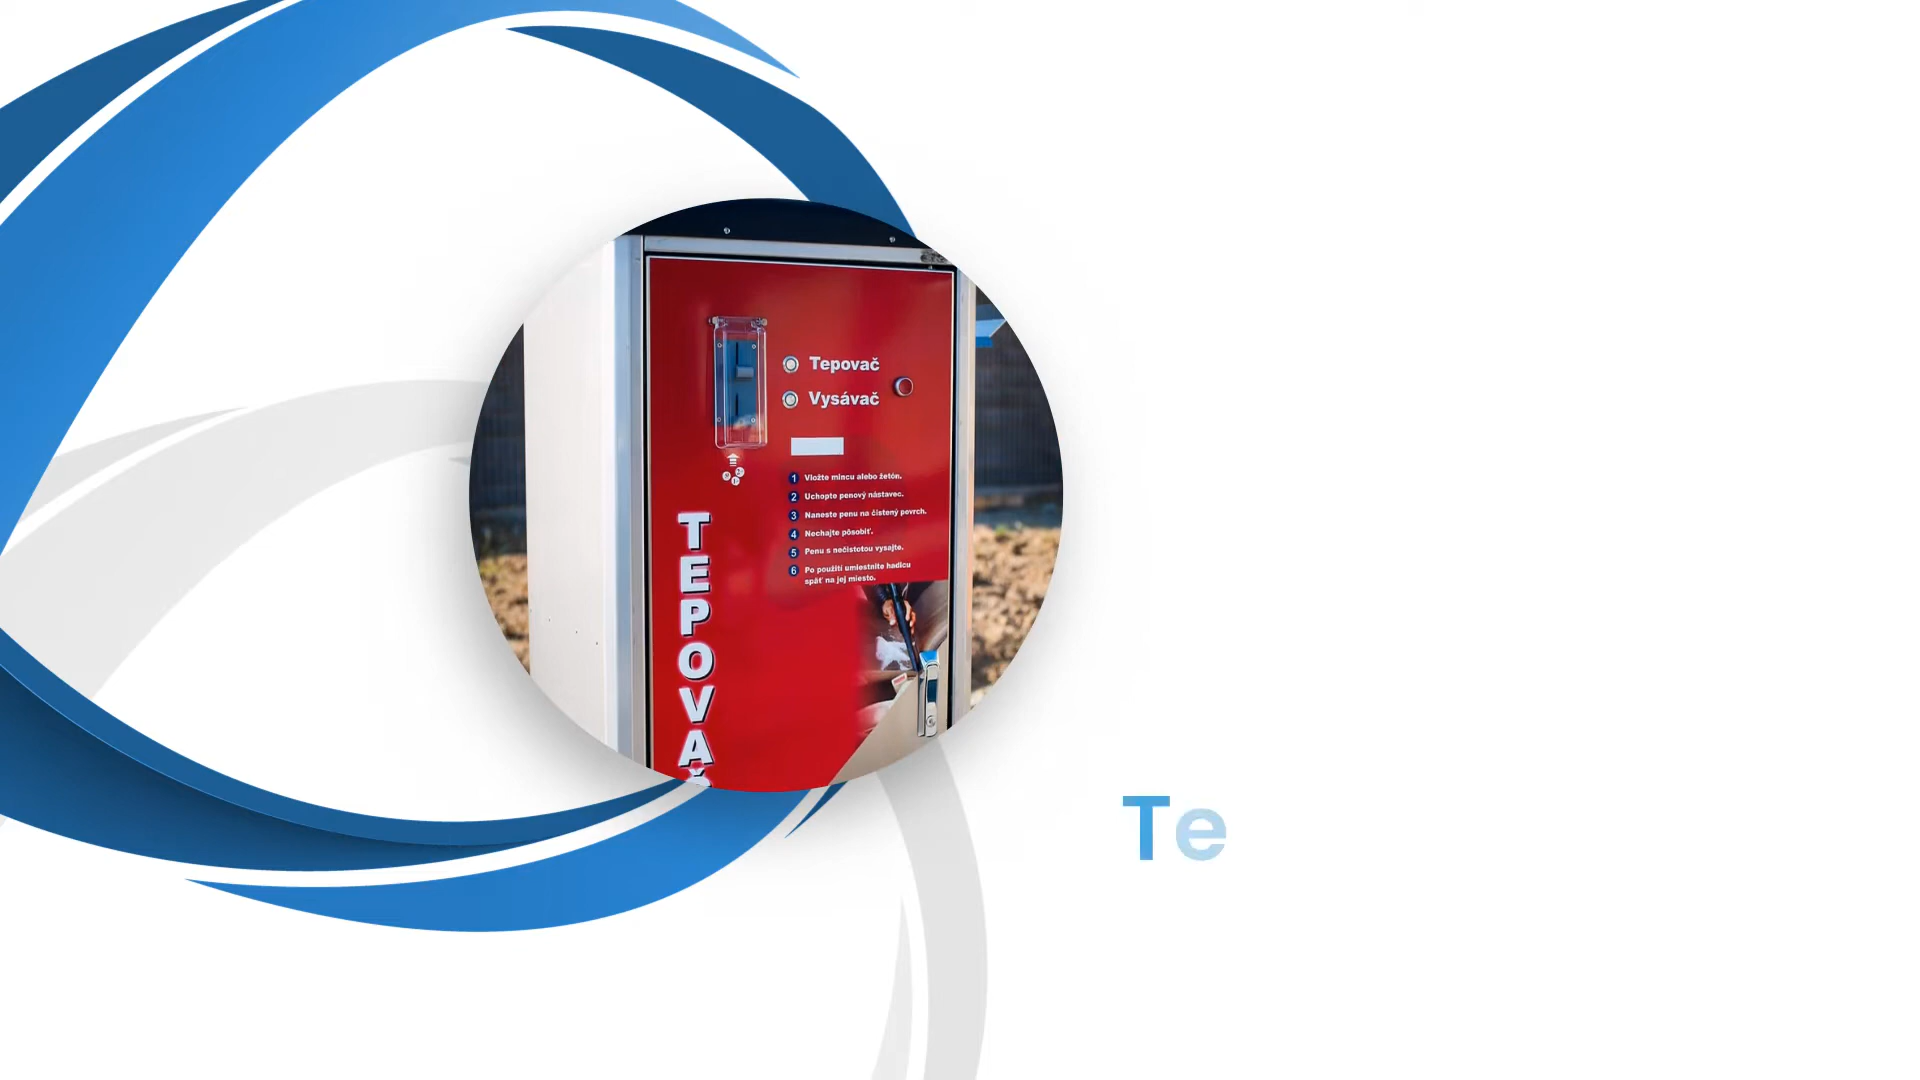 Tepovač
Vysávač
1 Vložte mincu alebo žetón.
2 Uchopte penový nástavec.
3 Naneste penu na čistený pevrch.
4 Nechajte pôsobiť.
5 Penu s nečistotou vysajte.
6 Po použití umiestnite hadicu
späť na jej miesto.
TEPOVAČ
Te